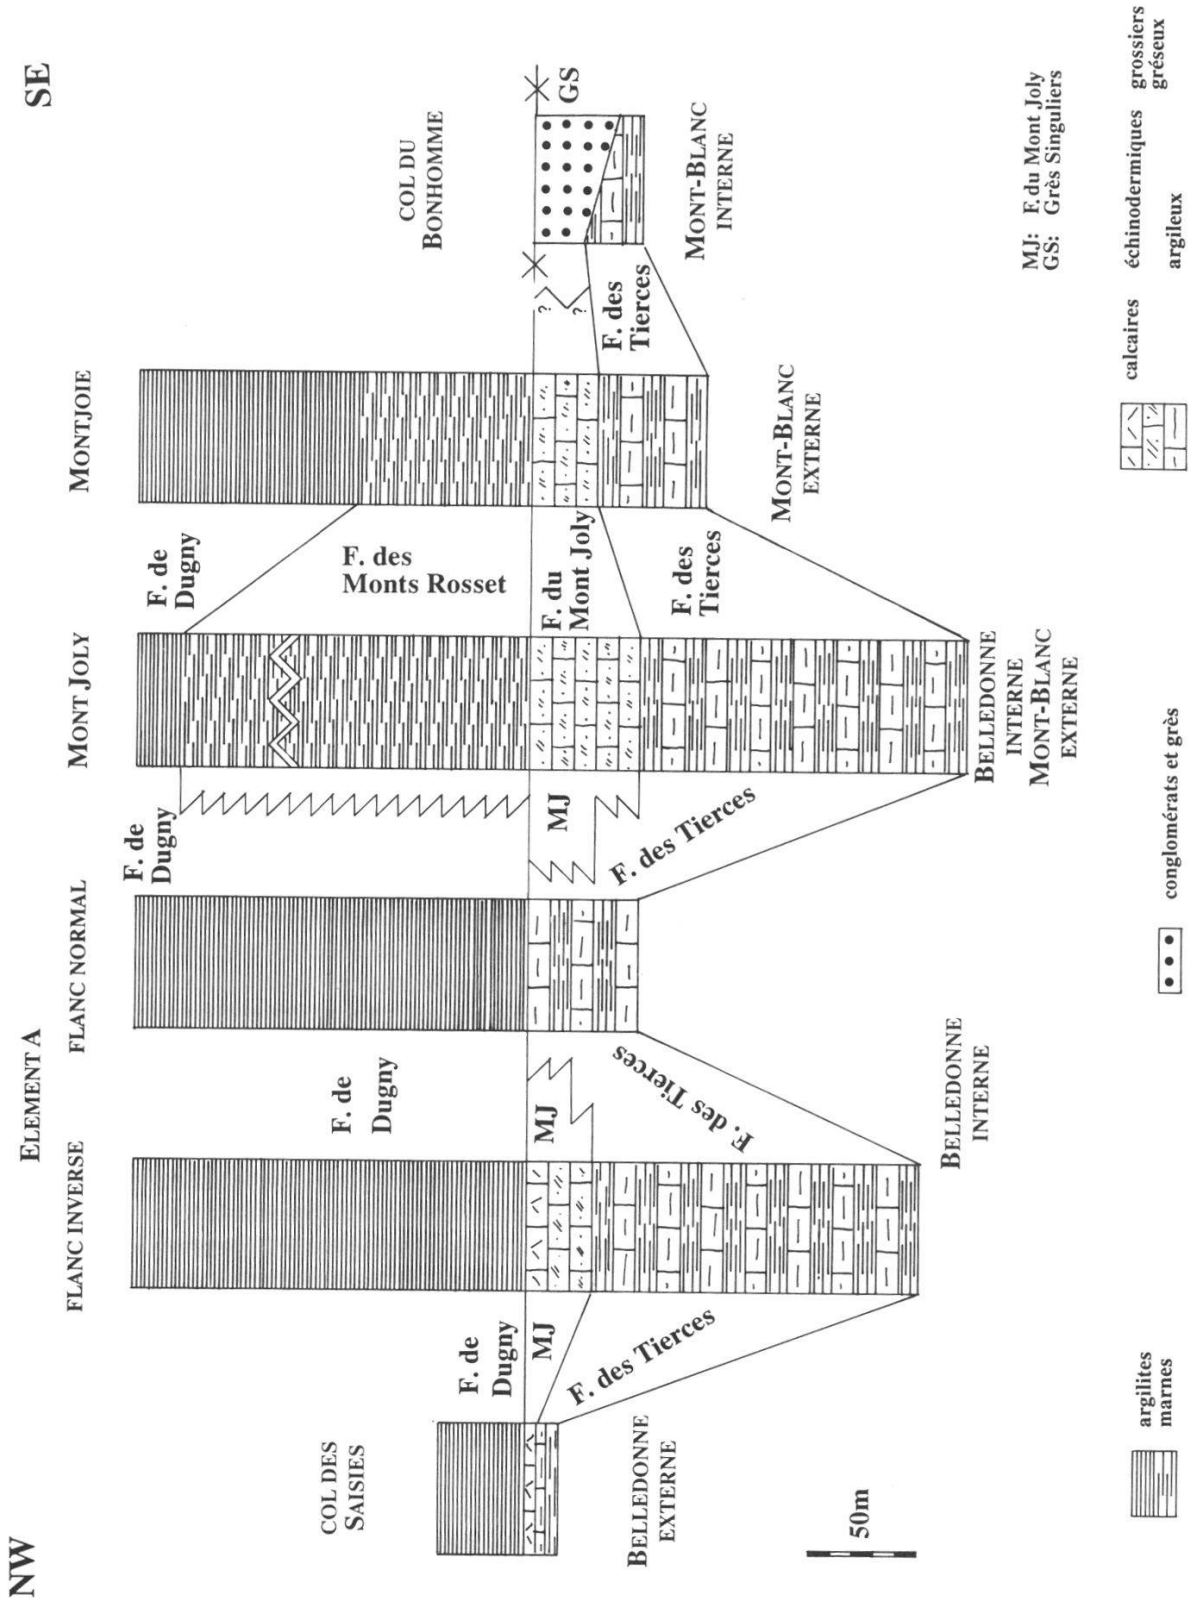 NW
SE
ELEMENT A
COL DES
SAISIES
FLANC INVERSE
FLANC NORMAL
MONT JOLY
MONTJOIE
COL DU
BONHOMME
F. de
Dugny
MJ
F. des Tierces
F. de
Dugny
MJ
F. des Tierces
F. de
Dugny
MJ
F. des Tierces
F. de
Dugny
F. des
Monts Rosset
F. du
Mont Joly
F. des
Tierces
?
?
F. des
Tierces
GS
BELLEDONNE
EXTERNE
BELLEDONNE
INTERNE
BELLEDONNE
INTERNE
MONT-BLANC
EXTERNE
MONT-BLANC
EXTERNE
MONT-BLANC
INTERNE
50m
MJ: F.du Mont Joly
GS: Grès Singuliers
argilites
marnes
conglomérats et grès
calcaires échinodermiques grossiers
gréseux
argileux